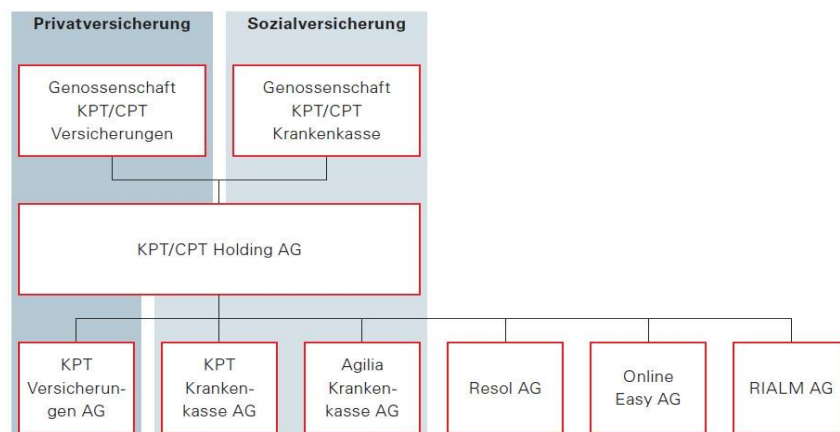 Privatversicherung
Sozialversicherung
Genossenschaft
KPT/CPT
Versicherungen
Genossenschaft
KPT/CPT
Krankenkasse
KPT/CPT Holding AG
KPT
Versicherun-
gen AG
KPT
Kranken-
kasse AG
Agilia
Kranken-
kasse AG
Resol AG
Online
Easy AG
RIALM AG